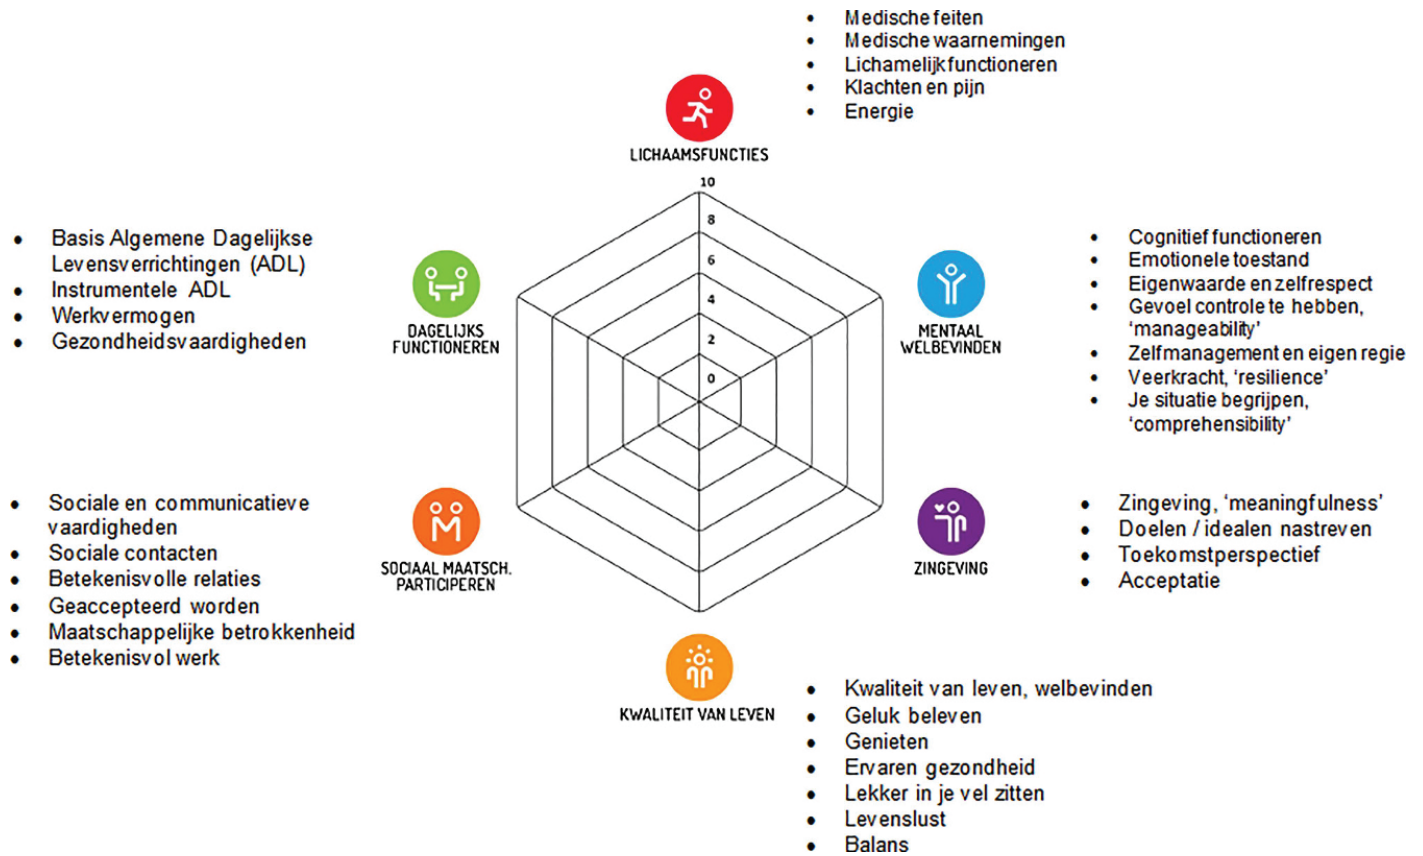 • Medische feiten
• Medische waarnemingen
• Lichamelijk functioneren
• Klachten en pijn
• Energie
LICHAAMSFUNCTIES
10
8
6
4
2
0
• Basis Algemene Dagelijkse
Levensverrichtingen (ADL)
• Instrumentele ADL
• Werkvermogen
• Gezondheidsvaardigheden
DAGELIJKS
FUNCTIONEREN
MENTAAL
WELBEVINDEN
• Cognitief functioneren
• Emotionele toestand
• Eigenwaarde en zelfrespect
• Gevoel controle te hebben,
‘manageability’
• Zelfmanagement en eigen regie
• Veerkracht, ‘resilience’
• Je situatie begrijpen,
‘comprehensibility’
• Sociale en communicatieve
vaardigheden
• Sociale contacten
• Betekenisvolle relaties
• Geaccepteerd worden
• Maatschappelijke betrokkenheid
• Betekenisvol werk
SOCIAAL MAATSCH.
PARTICIPEREN
ZINGEVING
• Zingeving, ‘meaningfulness’
• Doelen / idealen nastreven
• Toekomstperspectief
• Acceptatie
KWALITEIT VAN LEVEN
• Kwaliteit van leven, welbevinden
• Geluk beleven
• Genieten
• Ervaren gezondheid
• Lekker in je vel zitten
• Levenslust
• Balans